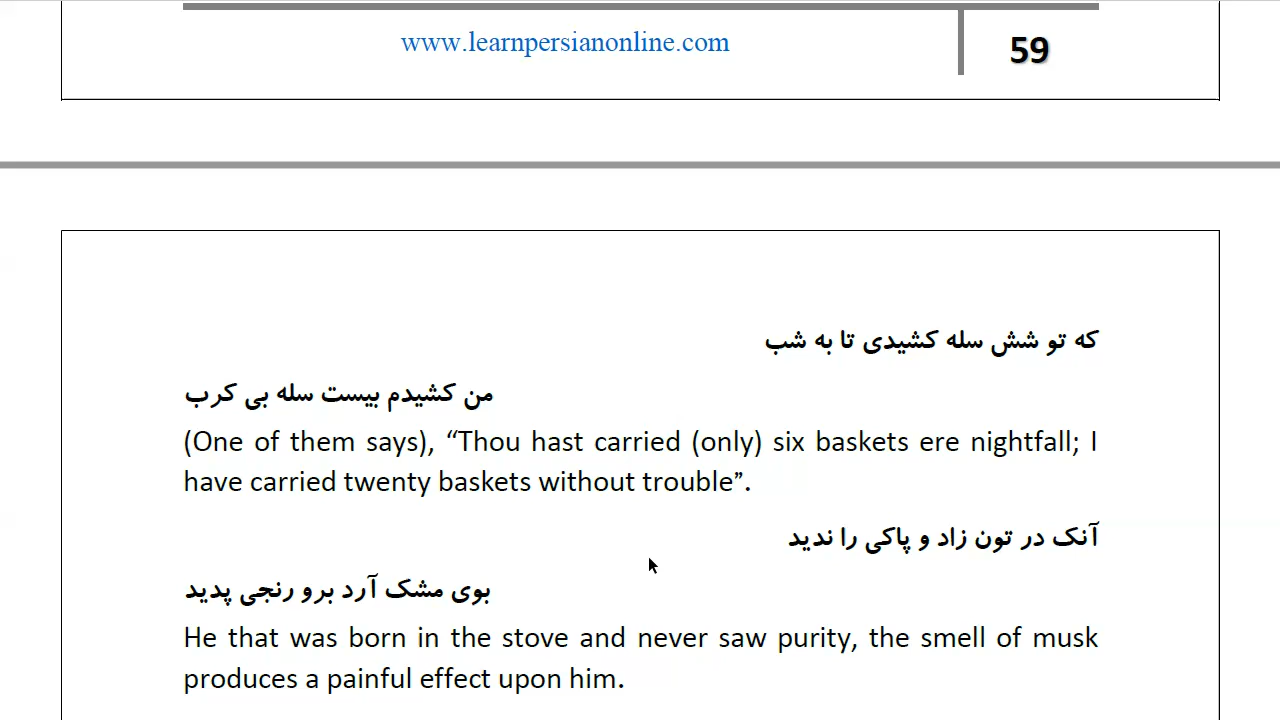 www.learnpersianonline.com
59
که تو شش سله کشیدی تا به شب
من کشیدم بیست سله بی کرب
(One of them says), “Thou hast carried (only) six baskets ere nightfall; I
have carried twenty baskets without trouble”.
آنک در تون زاد و پاکی را ندید
بوی مشک آرد برو رنجی پدید
He that was born in the stove and never saw purity, the smell of musk
produces a painful effect upon him.